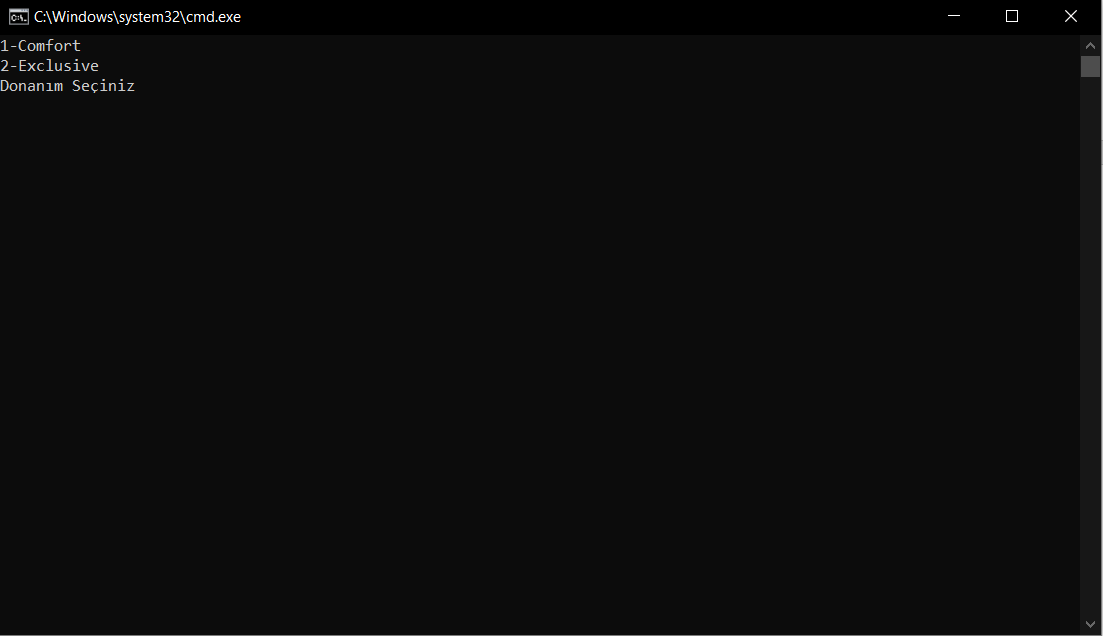 C:\Windows\system32\cmd.exe
1-Comfort
2-Exclusive
Donanım Seçiniz